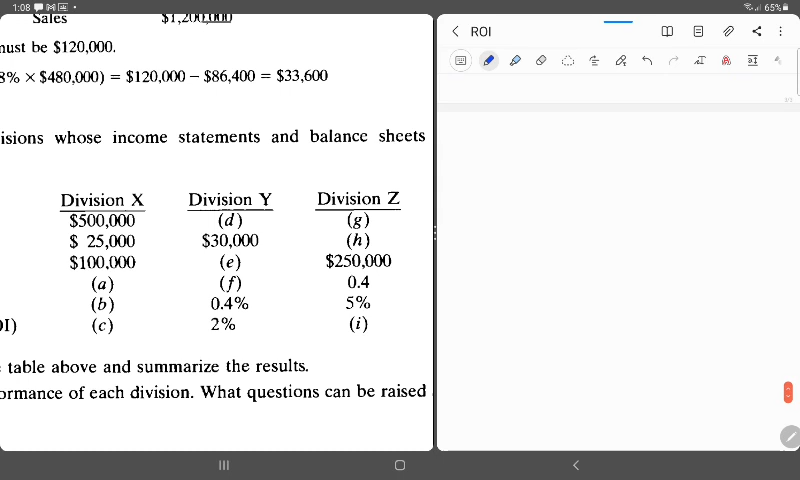 1:08
65%
Sales $1,200,000
nust be $120,000.
8% × $480,000) = $120,000 − $86,400 = $33,600
isions whose income statements and balance sheets
Division X Division Y Division Z
$500,000 (d) (g)
$ 25,000 $30,000 (h)
$100,000 (e) $250,000
(a) (f) 0.4
(b) 0.4% 5%
OI) (c) 2% (i)
table above and summarize the results.
ormance of each division. What questions can be raised
ROI